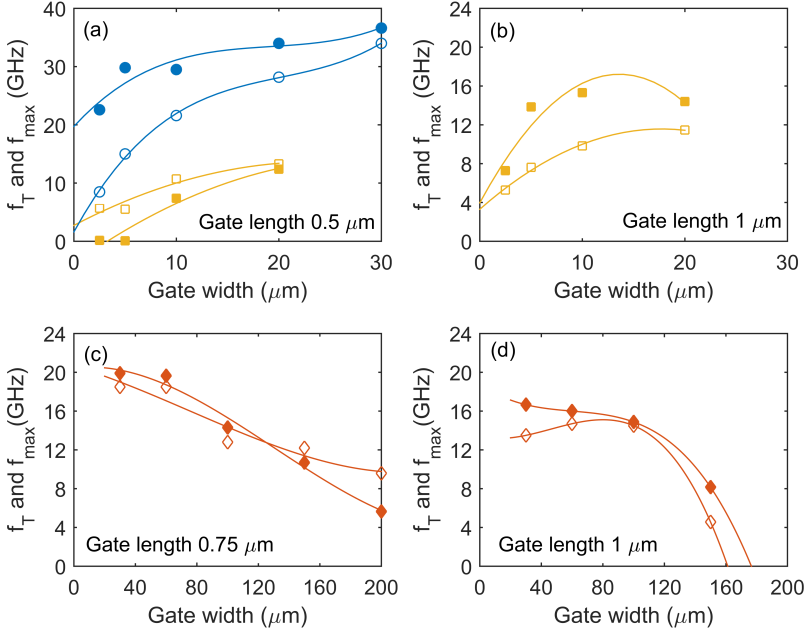 (a)
f_T and f_max (GHz)
40
30
20
10
0
Gate length 0.5 μm
0 10 20 30
Gate width (μm)
(b)
f_T and f_max (GHz)
24
20
16
12
8
4
0
Gate length 1 μm
0 10 20 30
Gate width (μm)
(c)
f_T and f_max(GHz)
24
20
16
12
8
4
0
Gate length 0.75 μm
0 40 80 120 160 200
Gate width (μm)
(d)
f_T and f_max (GHz)
24
20
16
12
8
4
0
Gate length 1 μm
0 40 80 120 160 200
Gate width (μm)